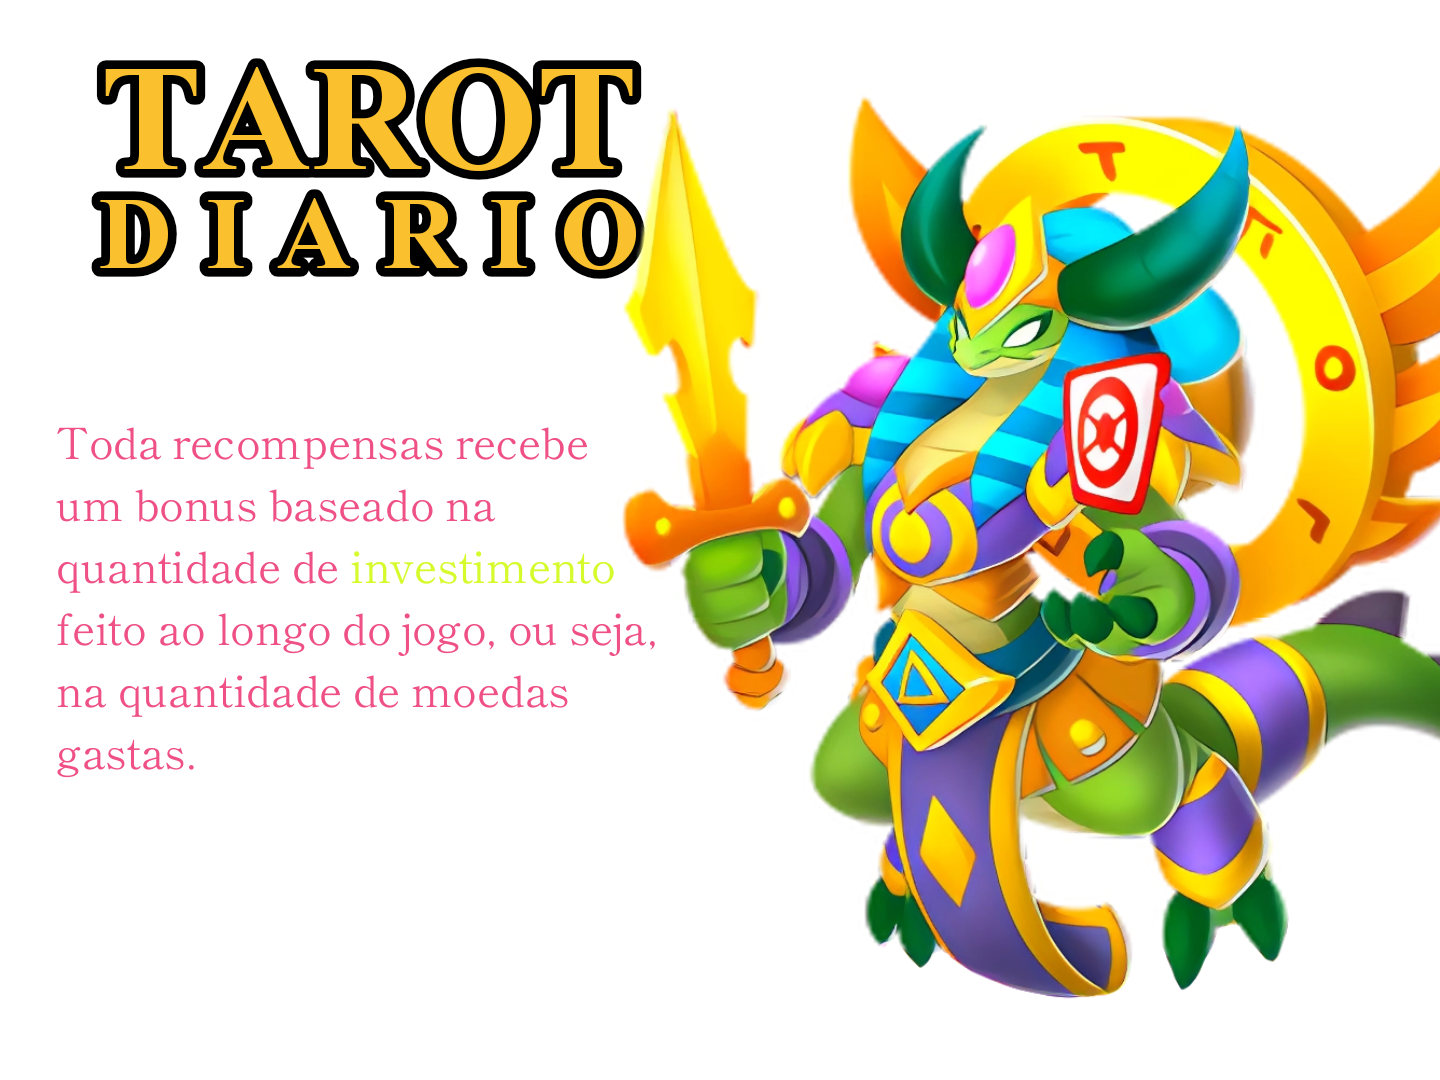 TAROT
DIARIO
Toda recompensas recebe
um bonus baseado na
quantidade de investimento
feito ao longo do jogo, ou seja,
na quantidade de moedas
gastas.
T
O